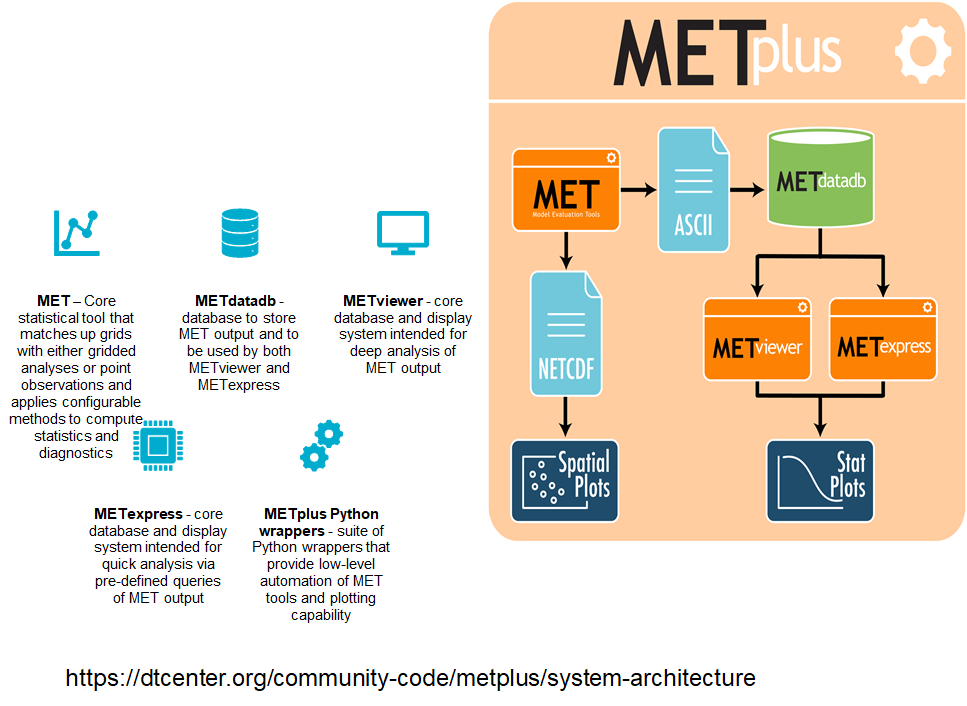 METplus
MET
Model Evaluation Tools
ASCII
METdatadb
NETCDF
METviewer
METexpress
Spatial
Plots
Stat
Plots
MET – Core
statistical tool that
matches up grids
with either gridded
analyses or point
observations and
applies configurable
methods to compute
statistics and
diagnostics
METdatadb -
database to store
MET output and to
be used by both
METviewer and
METexpress
METviewer - core
database and display
system intended for
deep analysis of
MET output
METexpress - core
database and display
system intended for
quick analysis via
pre-defined queries
of MET output
METplus Python
wrappers - suite of
Python wrappers that
provide low-level
automation of MET
tools and plotting
capability
https://dtcenter.org/community-code/metplus/system-architecture